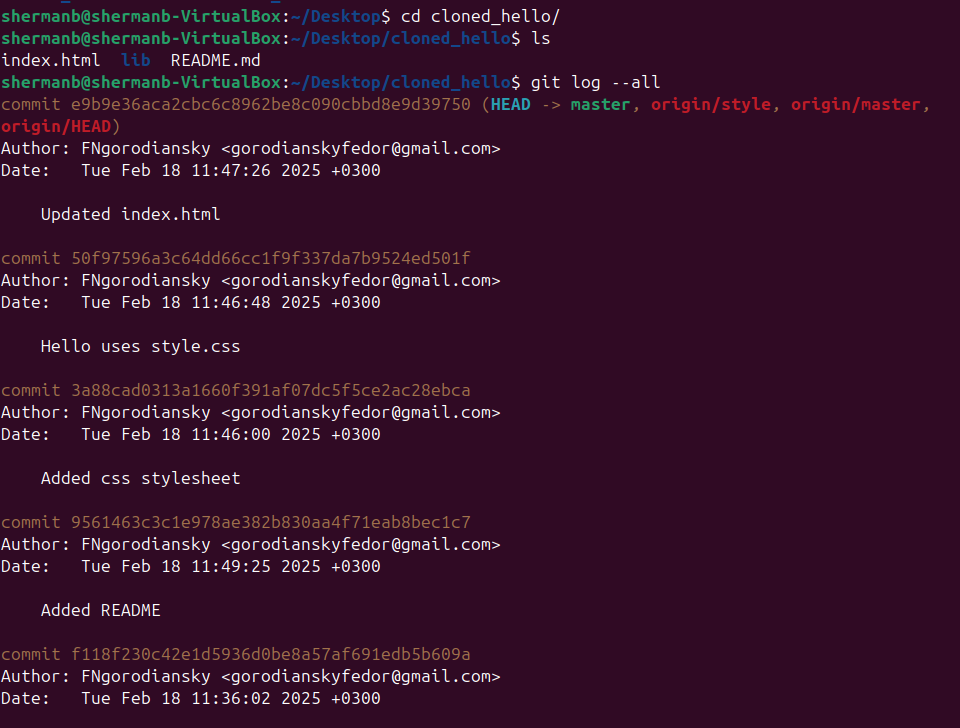 shermanb@shermanb-VirtualBox:~/Desktop$ cd cloned_hello/
shermanb@shermanb-VirtualBox:~/Desktop/cloned_hello$ ls
index.html  lib  README.md
shermanb@shermanb-VirtualBox:~/Desktop/cloned_hello$ git log --all
commit e9b9e36aca2cbc6c8962be8c090cbbd8e9d39750 (HEAD -> master, origin/style, origin/master,
origin/HEAD)
Author: FNgorodiansky <gorodianskyfedor@gmail.com>
Date:   Tue Feb 18 11:47:26 2025 +0300
    Updated index.html
commit 50f97596a3c64dd66cc1f9f337da7b9524ed501f
Author: FNgorodiansky <gorodianskyfedor@gmail.com>
Date:   Tue Feb 18 11:46:48 2025 +0300
    Hello uses style.css
commit 3a88cad0313a1660f391af07dc5f5ce2ac28ebca
Author: FNgorodiansky <gorodianskyfedor@gmail.com>
Date:   Tue Feb 18 11:46:00 2025 +0300
    Added css stylesheet
commit 9561463c3c1e978ae382b830aa4f71eab8bec1c7
Author: FNgorodiansky <gorodianskyfedor@gmail.com>
Date:   Tue Feb 18 11:49:25 2025 +0300
    Added README
commit f118f230c42e1d5936d0be8a57af691edb5b609a
Author: FNgorodiansky <gorodianskyfedor@gmail.com>
Date:   Tue Feb 18 11:36:02 2025 +0300